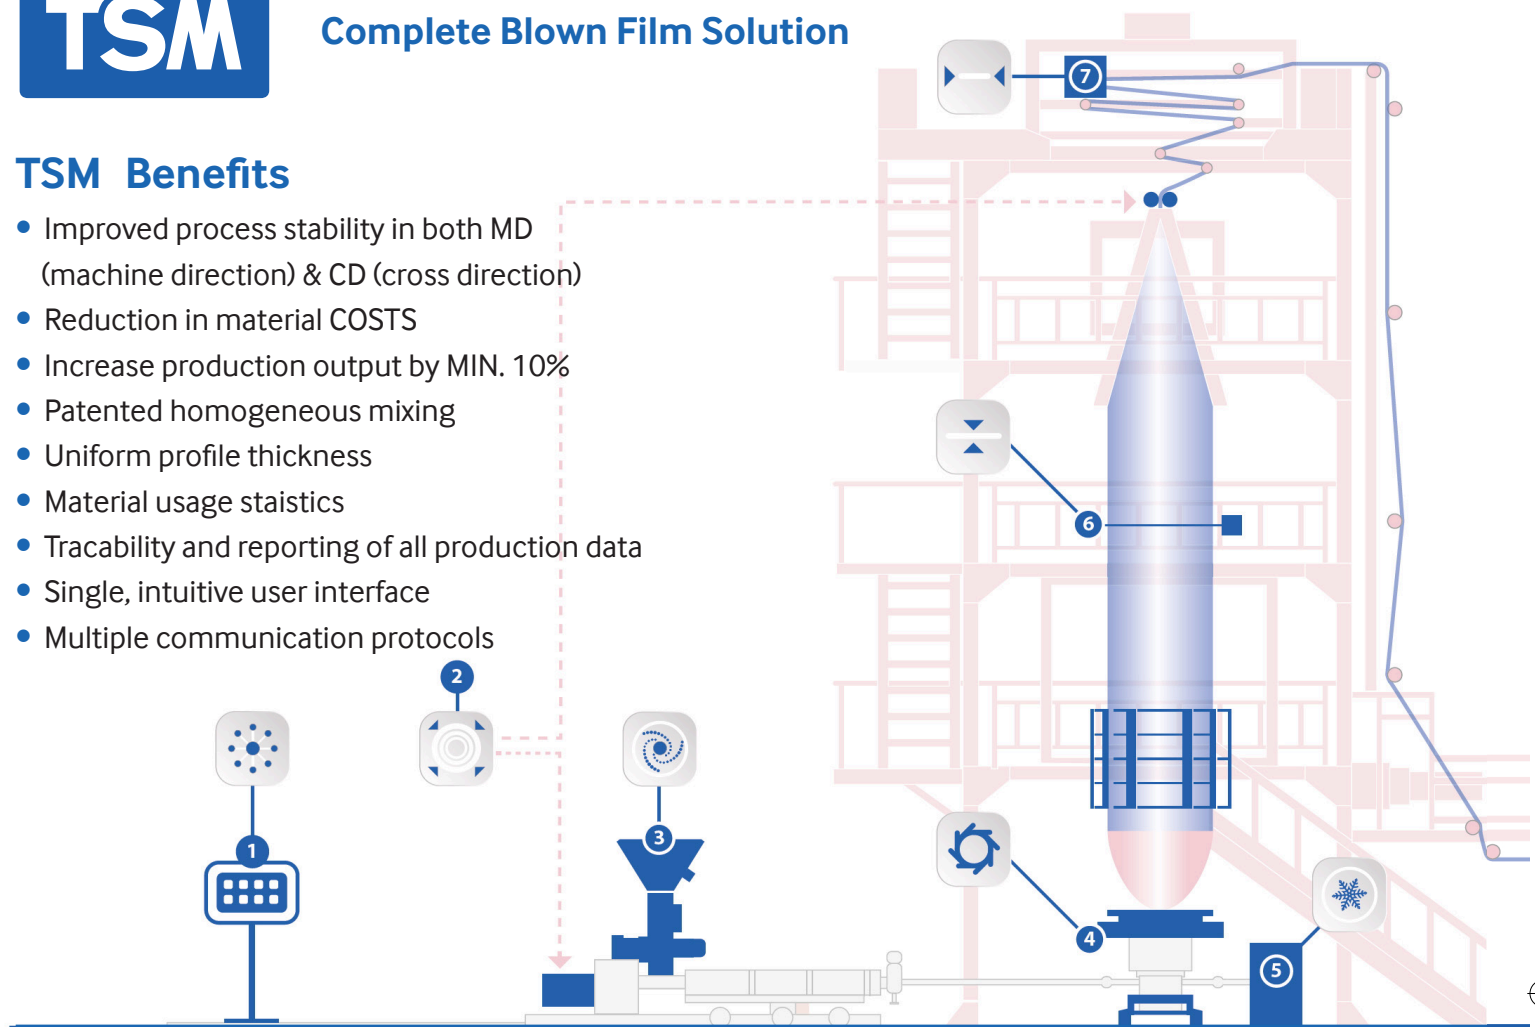 TSM
Complete Blown Film Solution
TSM Benefits
• Improved process stability in both MD
(machine direction) & CD (cross direction)
• Reduction in material COSTS
• Increase production output by MIN. 10%
• Patented homogeneous mixing
• Uniform profile thickness
• Material usage staistics
• Tracability and reporting of all production data
• Single, intuitive user interface
• Multiple communication protocols
7
6
2
1
3
4
5